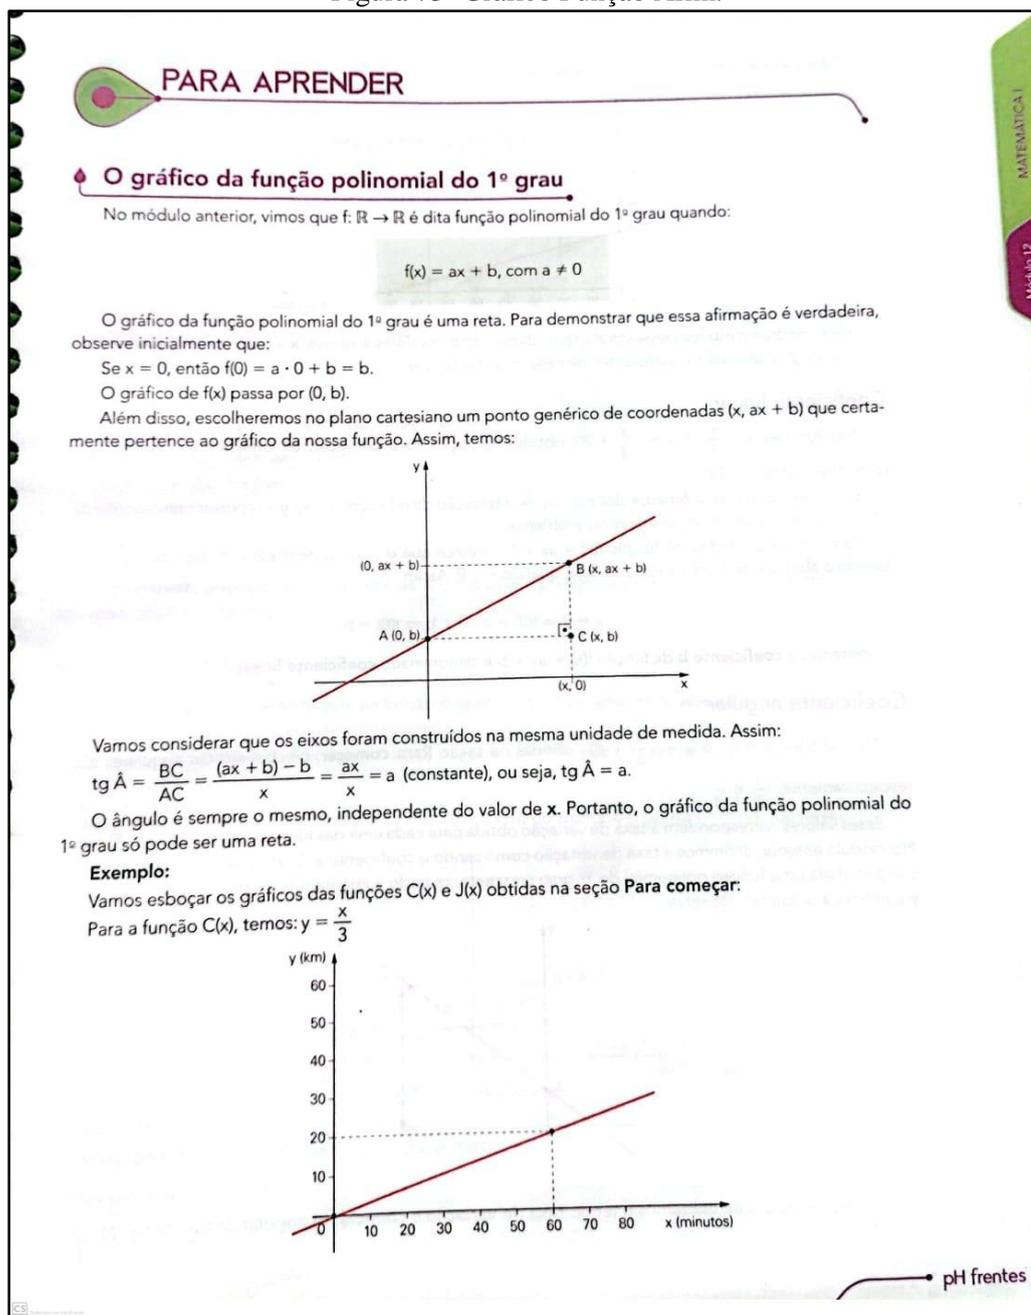 PARA APRENDER
MATEMÁTICA I
Módulo 12
O gráfico da função polinomial do 1º grau
No módulo anterior, vimos que f: ℝ → ℝ é dita função polinomial do 1º grau quando:
f(x) = ax + b, com a ≠ 0
O gráfico da função polinomial do 1º grau é uma reta. Para demonstrar que essa afirmação é verdadeira,
observe inicialmente que:
Se x = 0, então f(0) = a · 0 + b = b.
O gráfico de f(x) passa por (0, b).
Além disso, escolheremos no plano cartesiano um ponto genérico de coordenadas (x, ax + b) que certa-
mente pertence ao gráfico da nossa função. Assim, temos:
y
(0, ax + b)
B (x, ax + b)
A (0, b)
C (x, b)
(x, 0)
x
Vamos considerar que os eixos foram construídos na mesma unidade de medida. Assim:
tg Â = BC/AC = (ax + b) – b/x = ax/x = a (constante), ou seja, tg Â = a.
O ângulo é sempre o mesmo, independente do valor de x. Portanto, o gráfico da função polinomial do
1º grau só pode ser uma reta.
Exemplo:
Vamos esboçar os gráficos das funções C(x) e J(x) obtidas na seção Para começar:
Para a função C(x), temos: y = x/3
y (km)
60
50
40
30
20
10
0 10 20 30 40 50 60 70 80 x (minutos)
pH frentes
CS